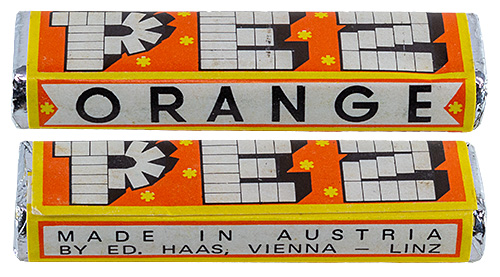 PEZ
ORANGE
PEZ
MADE IN AUSTRIA
BY ED. HAAS, VIENNA – LINZ